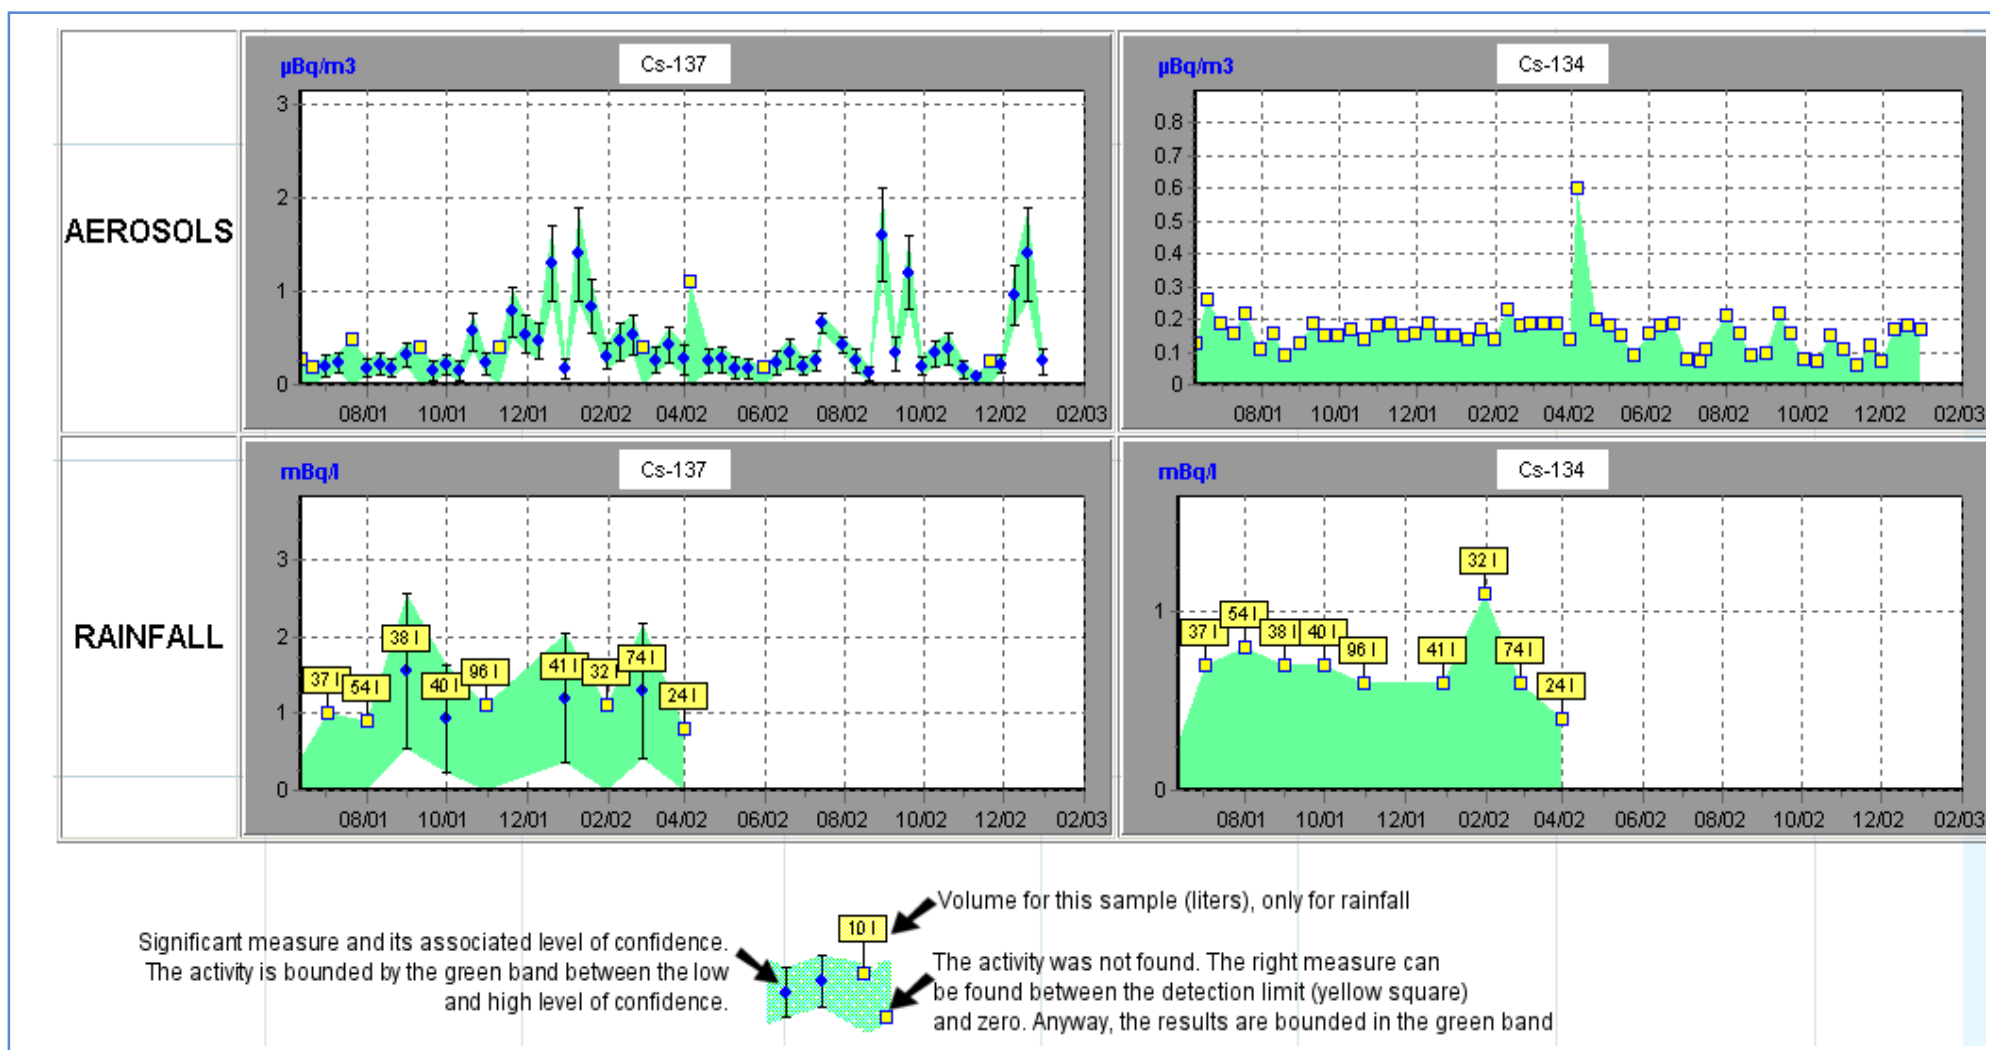 AEROSOLS
µBq/m3
Cs-137
3
2
1
0
08/01 10/01 12/01 02/02 04/02 06/02 08/02 10/02 12/02 02/03
µBq/m3
Cs-134
0.8
0.7
0.6
0.5
0.4
0.3
0.2
0.1
0
08/01 10/01 12/01 02/02 04/02 06/02 08/02 10/02 12/02 02/03
RAINFALL
mBq/l
Cs-137
3
2
1
0
37 l
54 l
38 l
40 l
96 l
41 l
32 l
74 l
24 l
08/01 10/01 12/01 02/02 04/02 06/02 08/02 10/02 12/02 02/03
mBq/l
Cs-134
1
0
37 l
54 l
38 l
40 l
96 l
41 l
32 l
74 l
24 l
08/01 10/01 12/01 02/02 04/02 06/02 08/02 10/02 12/02 02/03
Significant measure and its associated level of confidence.
The activity is bounded by the green band between the low
and high level of confidence.
10 l
Volume for this sample (liters), only for rainfall
The activity was not found. The right measure can
be found between the detection limit (yellow square)
and zero. Anyway, the results are bounded in the green band